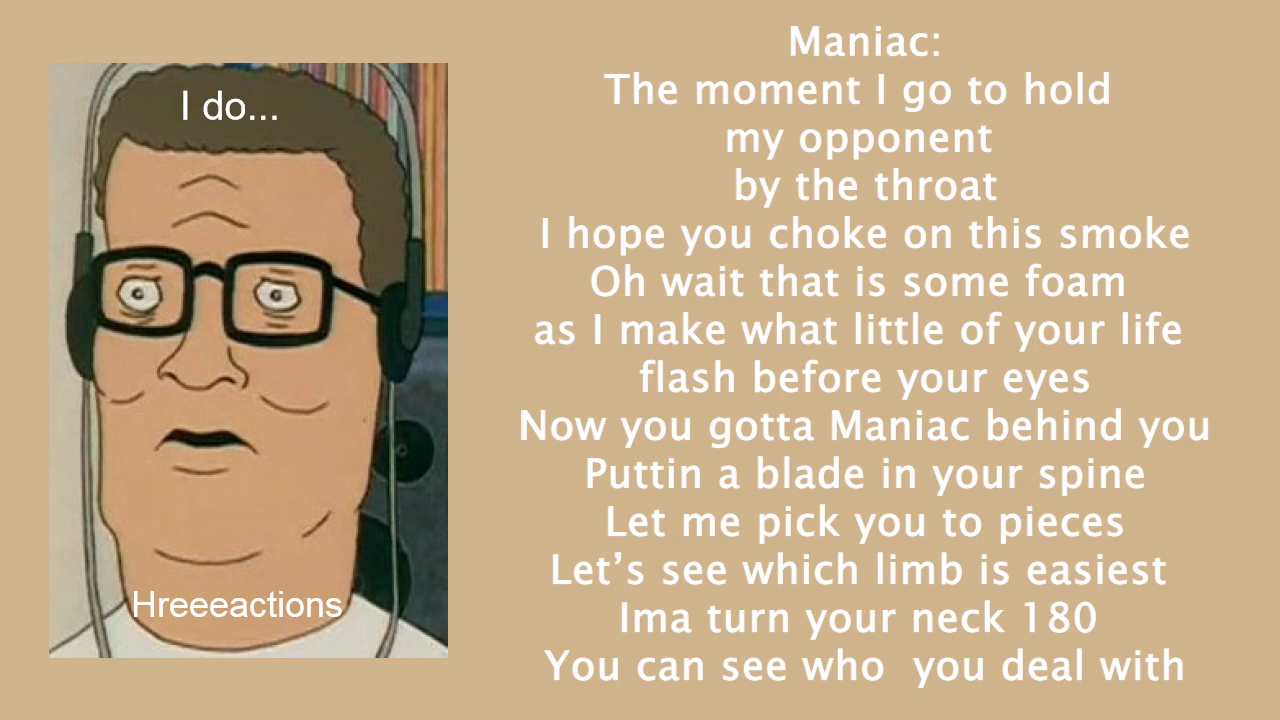 I do...
Hreeeactions
Maniac:
The moment I go to hold
my opponent
by the throat
I hope you choke on this smoke
Oh wait that is some foam
as I make what little of your life
flash before your eyes
Now you gotta Maniac behind you
Puttin a blade in your spine
Let me pick you to pieces
Let’s see which limb is easiest
Ima turn your neck 180
You can see who  you deal with